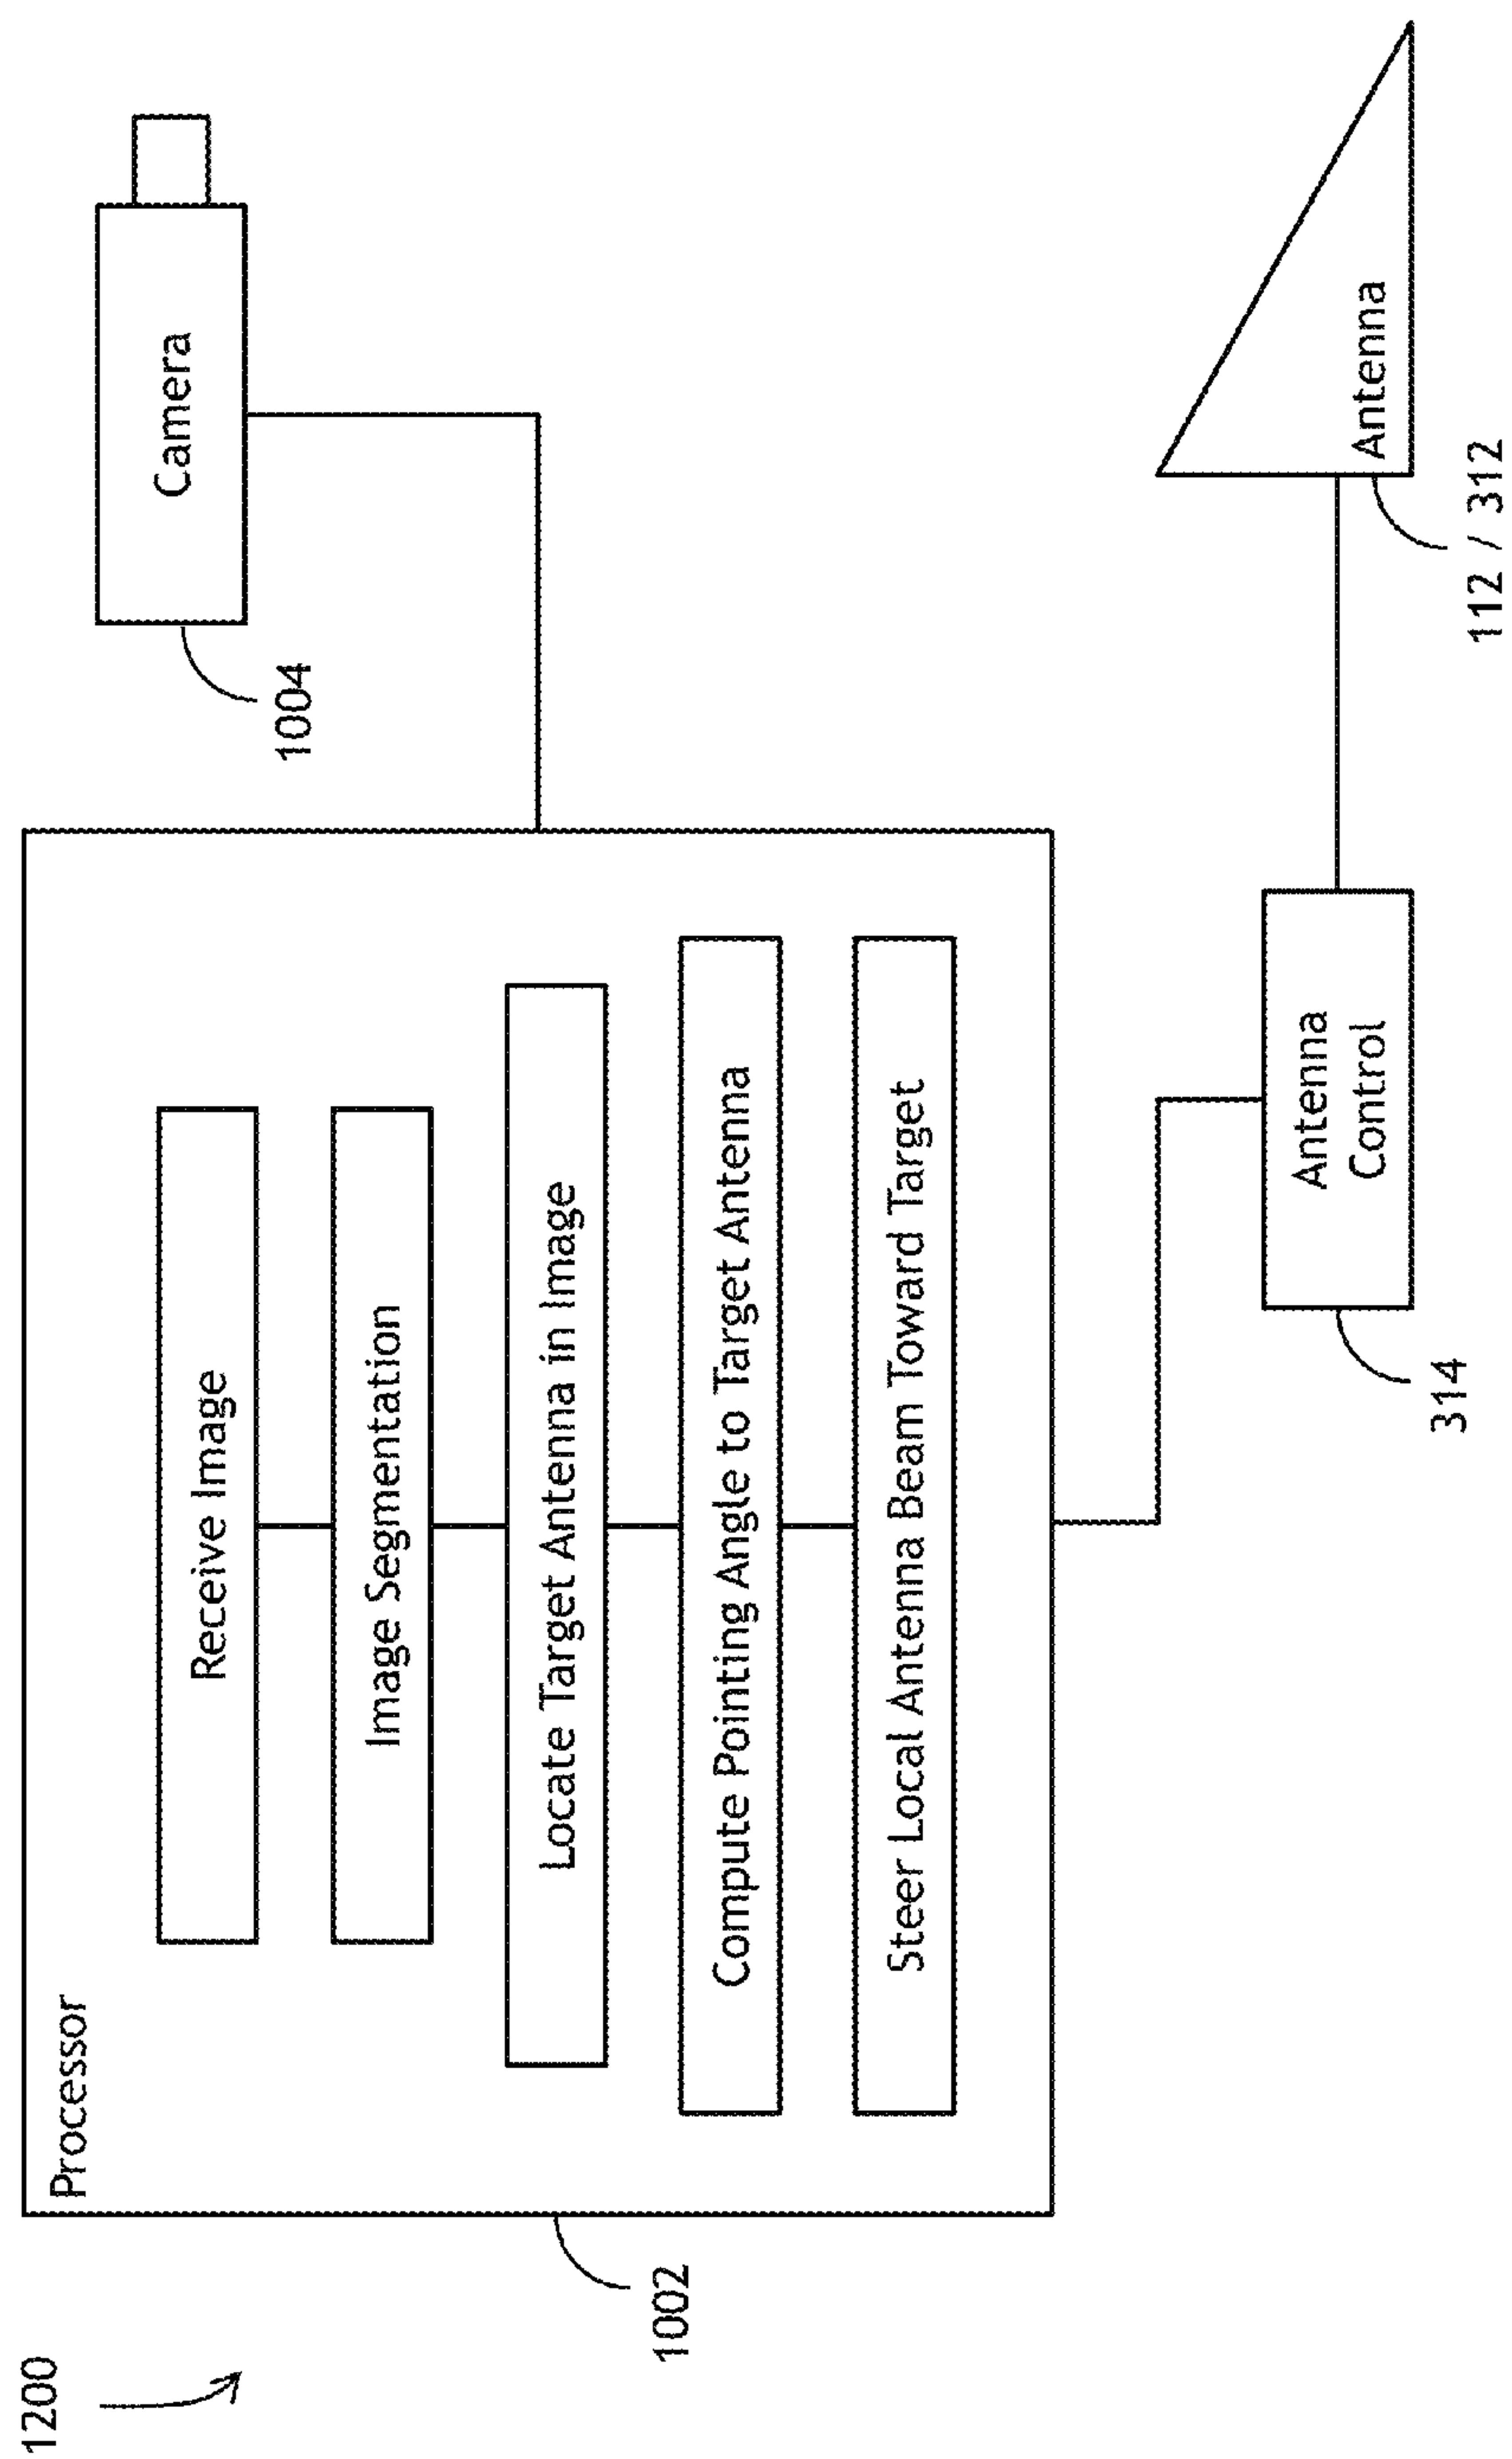 1200
Processor
Receive Image
Image Segmentation
Locate Target Antenna in Image
Compute Pointing Angle to Target Antenna
Steer Local Antenna Beam Toward Target
1002
Camera
1004
Antenna
Control
314
Antenna
112 / 312